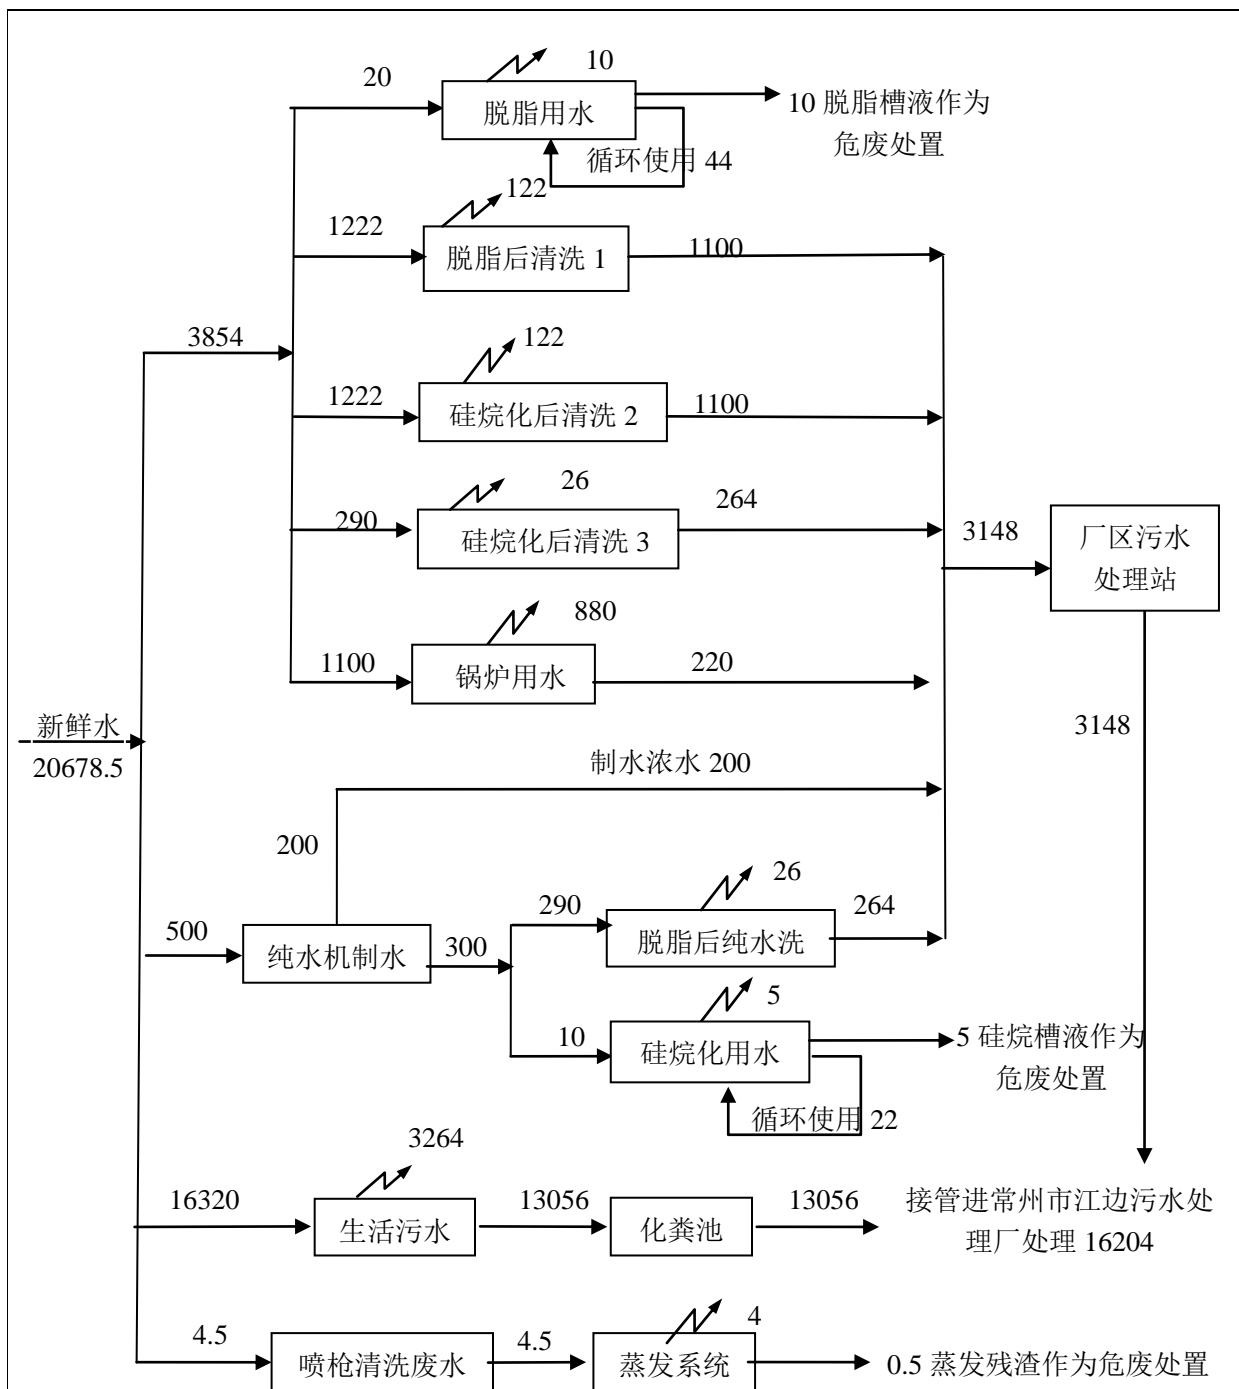 20
10
脱脂用水
10 脱脂槽液作为
危废处置
循环使用 44
122
1222
脱脂后清洗 1
1100
3854
122
1222
硅烷化后清洗 2
1100
26
290
硅烷化后清洗 3
264
3148
厂区污水
处理站
880
1100
锅炉用水
220
新鲜水
20678.5
3148
制水浓水 200
200
26
500
纯水机制水
300
290
脱脂后纯水洗
264
5
10
硅烷化用水
5 硅烷槽液作为
危废处置
循环使用 22
3264
16320
生活污水
13056
化粪池
13056
接管进常州市江边污水处
理厂处理 16204
4.5
喷枪清洗废水
4.5
4
蒸发系统
0.5 蒸发残渣作为危废处置